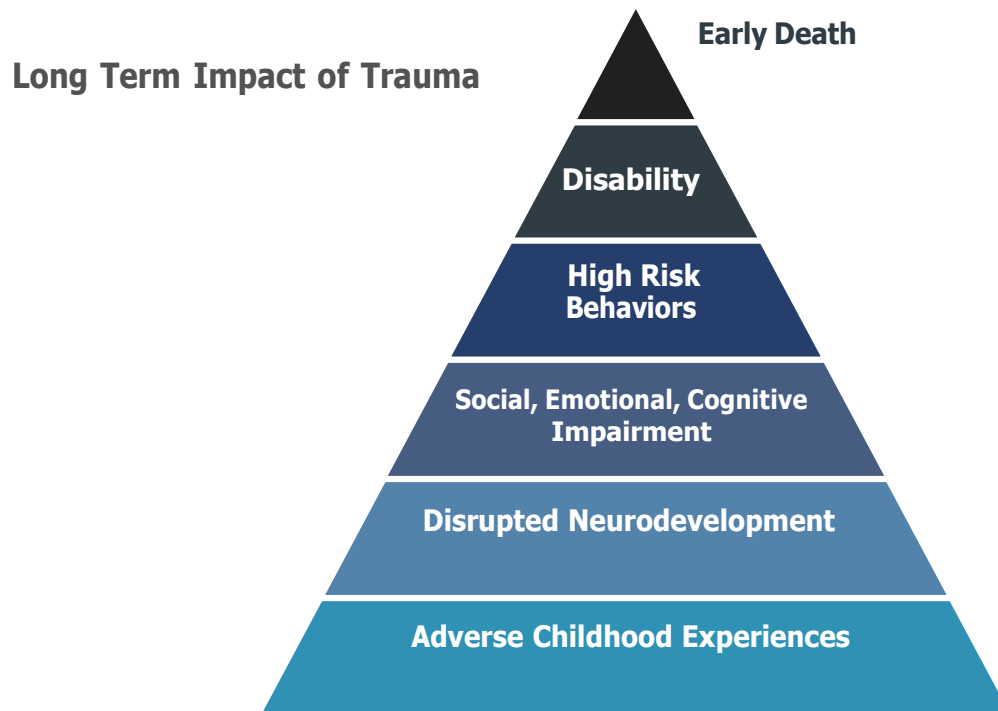 Early Death
Long Term Impact of Trauma
Disability
High Risk
Behaviors
Social, Emotional, Cognitive
Impairment
Disrupted Neurodevelopment
Adverse Childhood Experiences